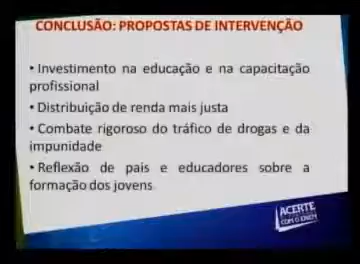 CONCLUSÃO: PROPOSTAS DE INTERVENÇÃO
• Investimento na educação e na capacitação
profissional
• Distribuição de renda mais justa
• Combate rigoroso do tráfico de drogas e da
impunidade
• Reflexão de pais e educadores sobre a
formação dos jovens
ACERTE
COM O ENEM